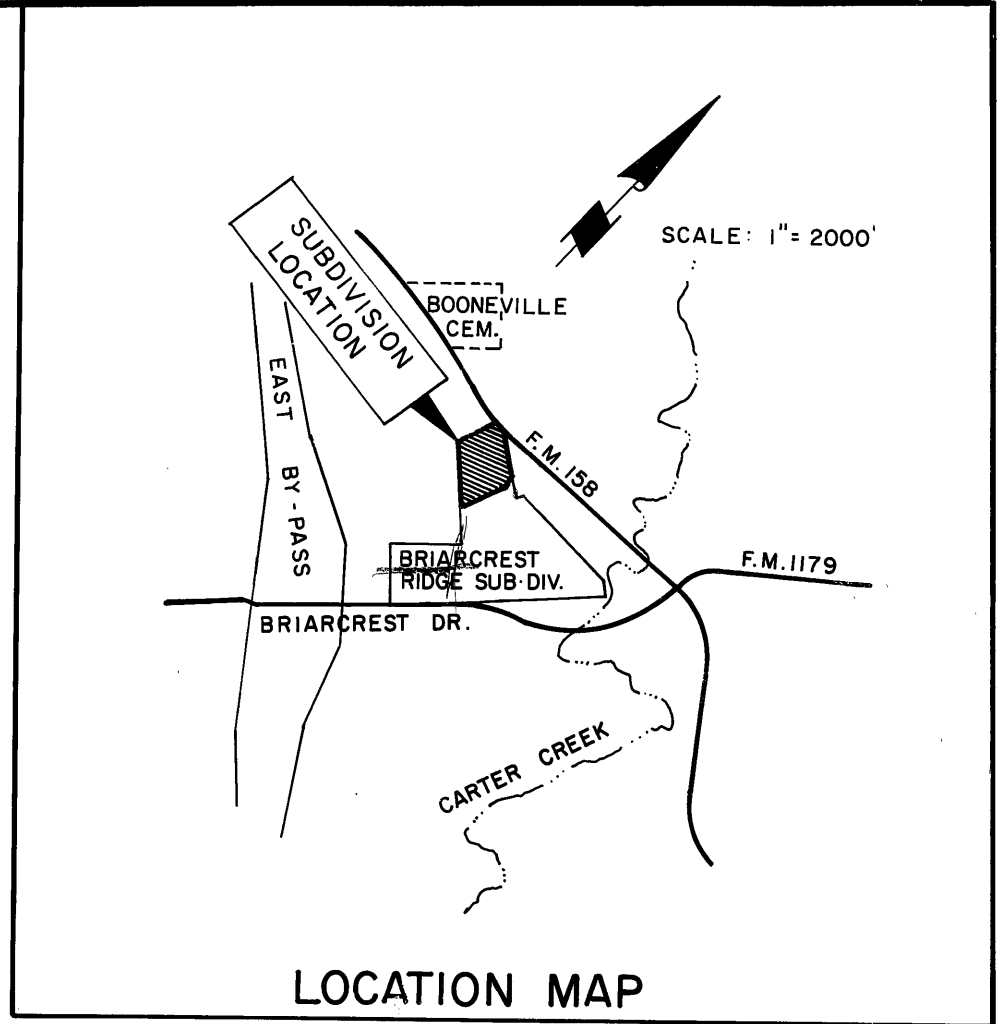 SUBDIVISION
LOCATION
SCALE: 1" = 2000'
BOONEVILLE
CEM.
EAST BY-PASS
F.M. 158
BRIARCREST
RIDGE SUB-DIV.
F.M. 1179
BRIARCREST DR.
CARTER CREEK
LOCATION MAP